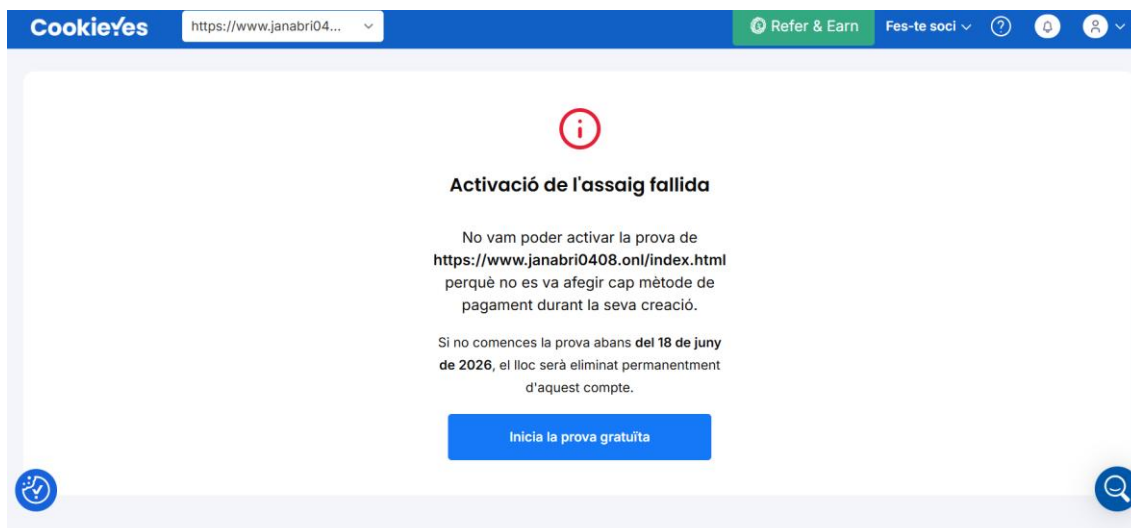 CookieYes
https://www.janabri04...
Refer & Earn
Fes-te soci
Activació de l'assaig fallida
No vam poder activar la prova de
https://www.janabri0408.onl/index.html
perquè no es va afegir cap mètode de
pagament durant la seva creació.
Si no comences la prova abans del 18 de juny
de 2026, el lloc serà eliminat permanentment
d'aquest compte.
Inicia la prova gratuïta